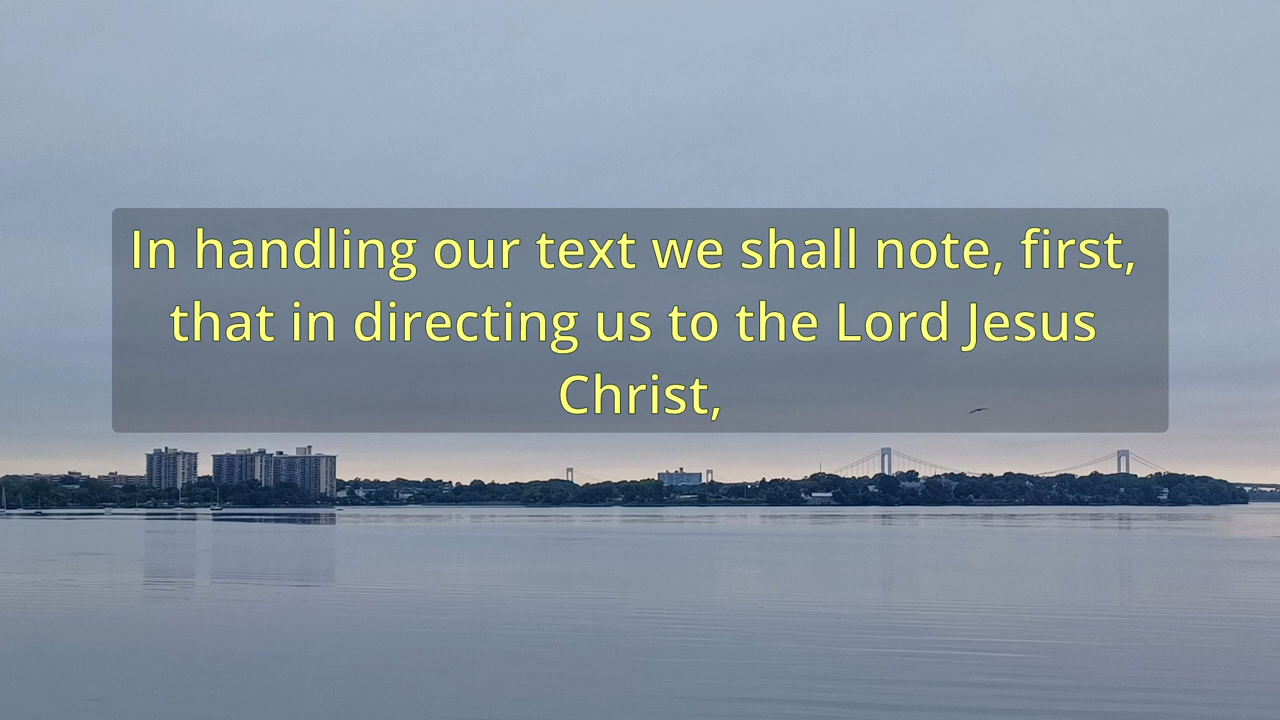 In handling our text we shall note, first,
that in directing us to the Lord Jesus
Christ,